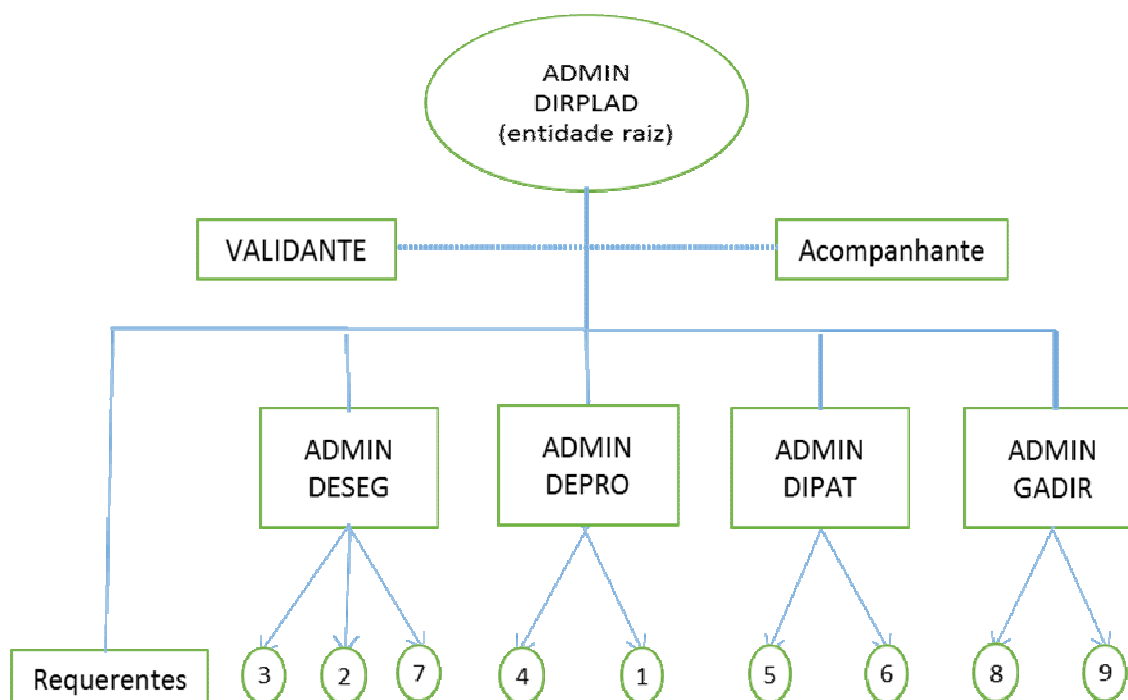 ADMIN
DIRPLAD
(entidade raiz)
VALIDANTE
Acompanhante
ADMIN
DESEG
ADMIN
DEPRO
ADMIN
DIPAT
ADMIN
GADIR
Requerentes
3
2
7
4
1
5
6
8
9